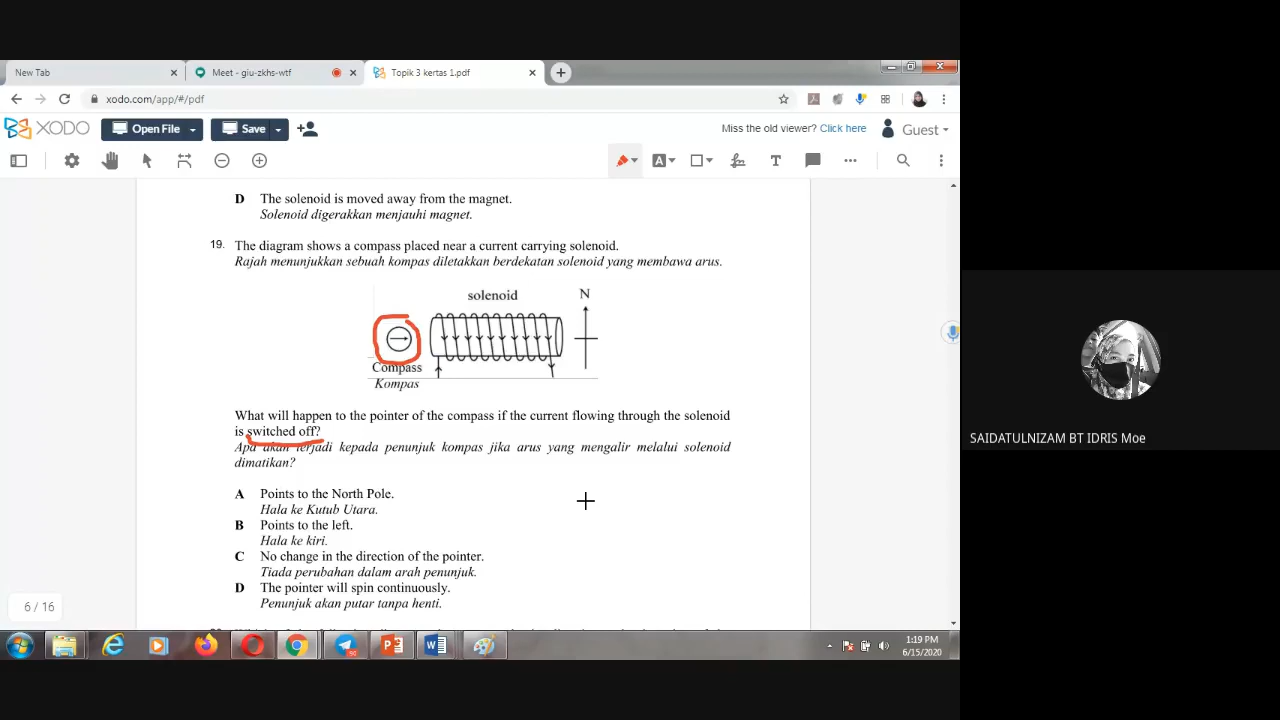 New Tab
Meet - giu-zkhs-wtf
Topik 3 kertas 1.pdf
xodo.com/app/#/pdf
XODO
Open File
Save
Miss the old viewer? Click here
Guest
D The solenoid is moved away from the magnet.
Solenoid digerakkan menjauhi magnet.
19. The diagram shows a compass placed near a current carrying solenoid.
Rajah menunjukkan sebuah kompas diletakkan berdekatan solenoid yang membawa arus.
solenoid
N
Compass
Kompas
What will happen to the pointer of the compass if the current flowing through the solenoid
is switched off?
Apa akan terjadi kepada penunjuk kompas jika arus yang mengalir melalui solenoid
dimatikan?
A Points to the North Pole.
Hala ke Kutub Utara.
B Points to the left.
Hala ke kiri.
C No change in the direction of the pointer.
Tiada perubahan dalam arah penunjuk.
D The pointer will spin continuously.
Penunjuk akan putar tanpa henti.
6 / 16
1:19 PM
6/15/2020
SAIDATULNIZAM BT IDRIS Moe